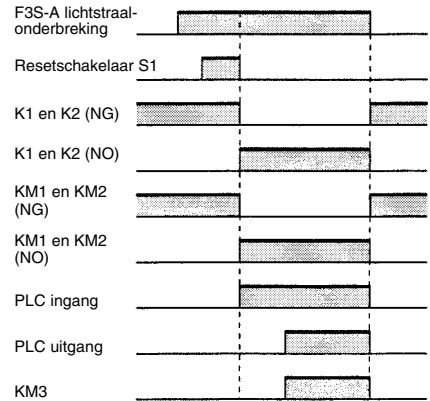 F3S-A lichtstraal-
onderbreking
Resetschakelaar S1
K1 en K2 (NG)
K1 en K2 (NO)
KM1 en KM2
(NG)
KM1 en KM2
(NO)
PLC ingang
PLC uitgang
KM3